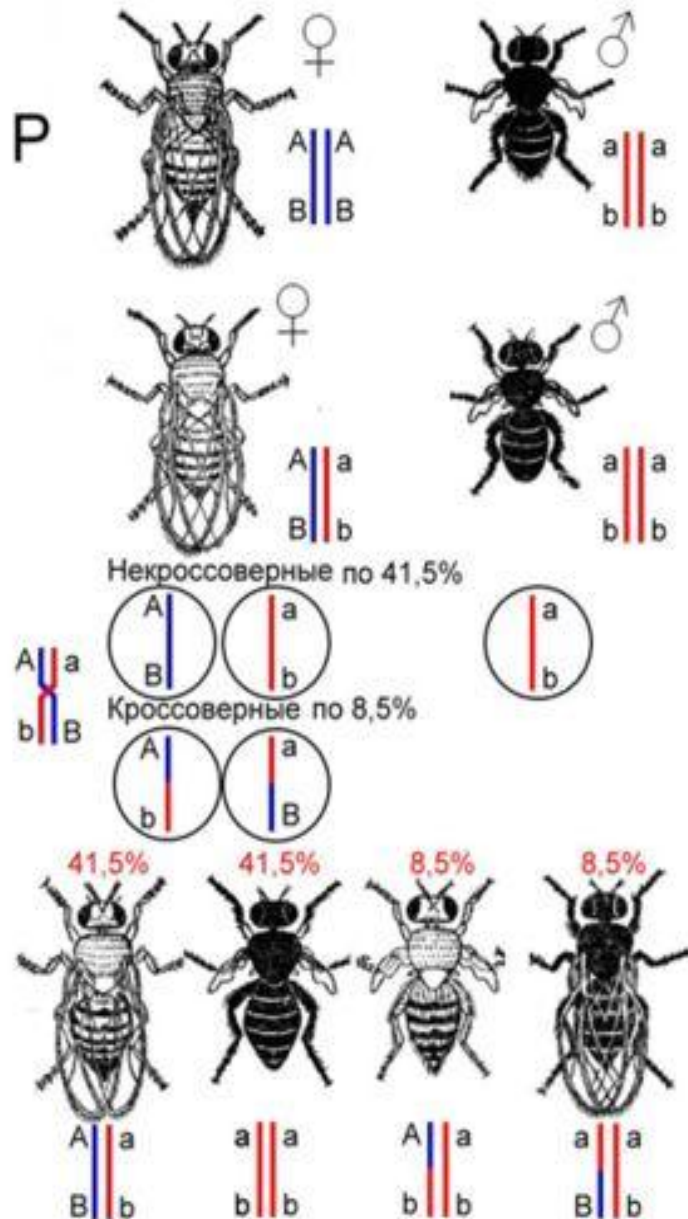 ♀ ♂
P A A a a
B B b b
♀ ♂
A a a a
B b b b
Некроссоверные по 41,5%
A a a
A a
B b b
b B
Кроссоверные по 8,5%
A a
b B
41,5% 41,5% 8,5% 8,5%
A a a a A a a a
B b b b b b B b